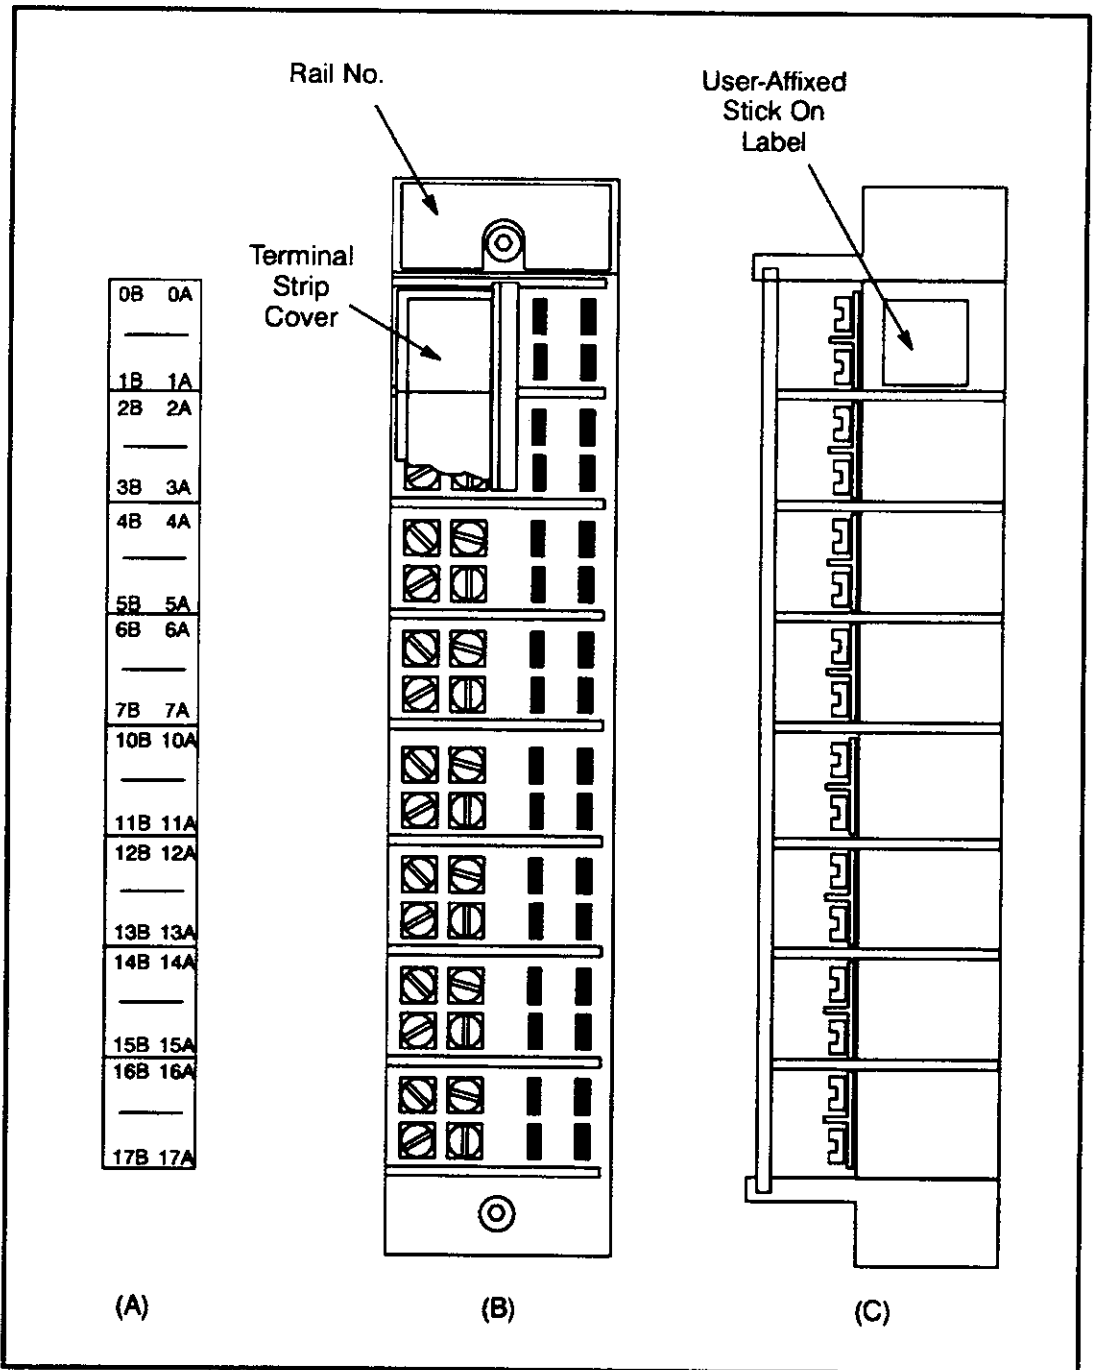 Rail No.
User-Affixed
Stick On
Label
Terminal
Strip
Cover
0B 0A
1B 1A
2B 2A
3B 3A
4B 4A
5B 5A
6B 6A
7B 7A
10B 10A
11B 11A
12B 12A
13B 13A
14B 14A
15B 15A
16B 16A
17B 17A
(A)
(B)
(C)